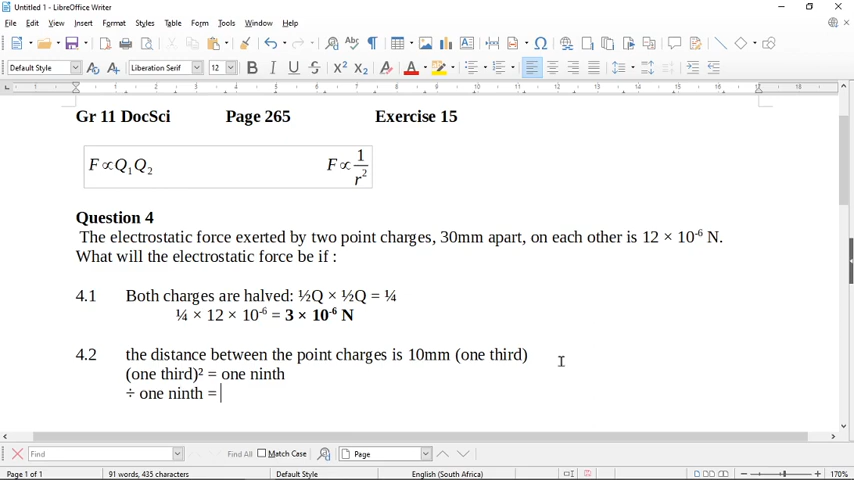 Untitled 1 - LibreOffice Writer
File Edit View Insert Format Styles Table Form Tools Window Help
Default Style Liberation Serif 12
Gr 11 DocSci Page 265 Exercise 15
F∝Q₁Q₂ F∝1/r²
Question 4
The electrostatic force exerted by two point charges, 30mm apart, on each other is 12 × 10⁻⁶ N.
What will the electrostatic force be if :
4.1 Both charges are halved: ½Q × ½Q = ¼
¼ × 12 × 10⁻⁶ = 3 × 10⁻⁶ N
4.2 the distance between the point charges is 10mm (one third)
(one third)² = one ninth
÷ one ninth =
Find Find All Match Case Page
Page 1 of 1 91 words, 435 characters Default Style English (South Africa) 170%